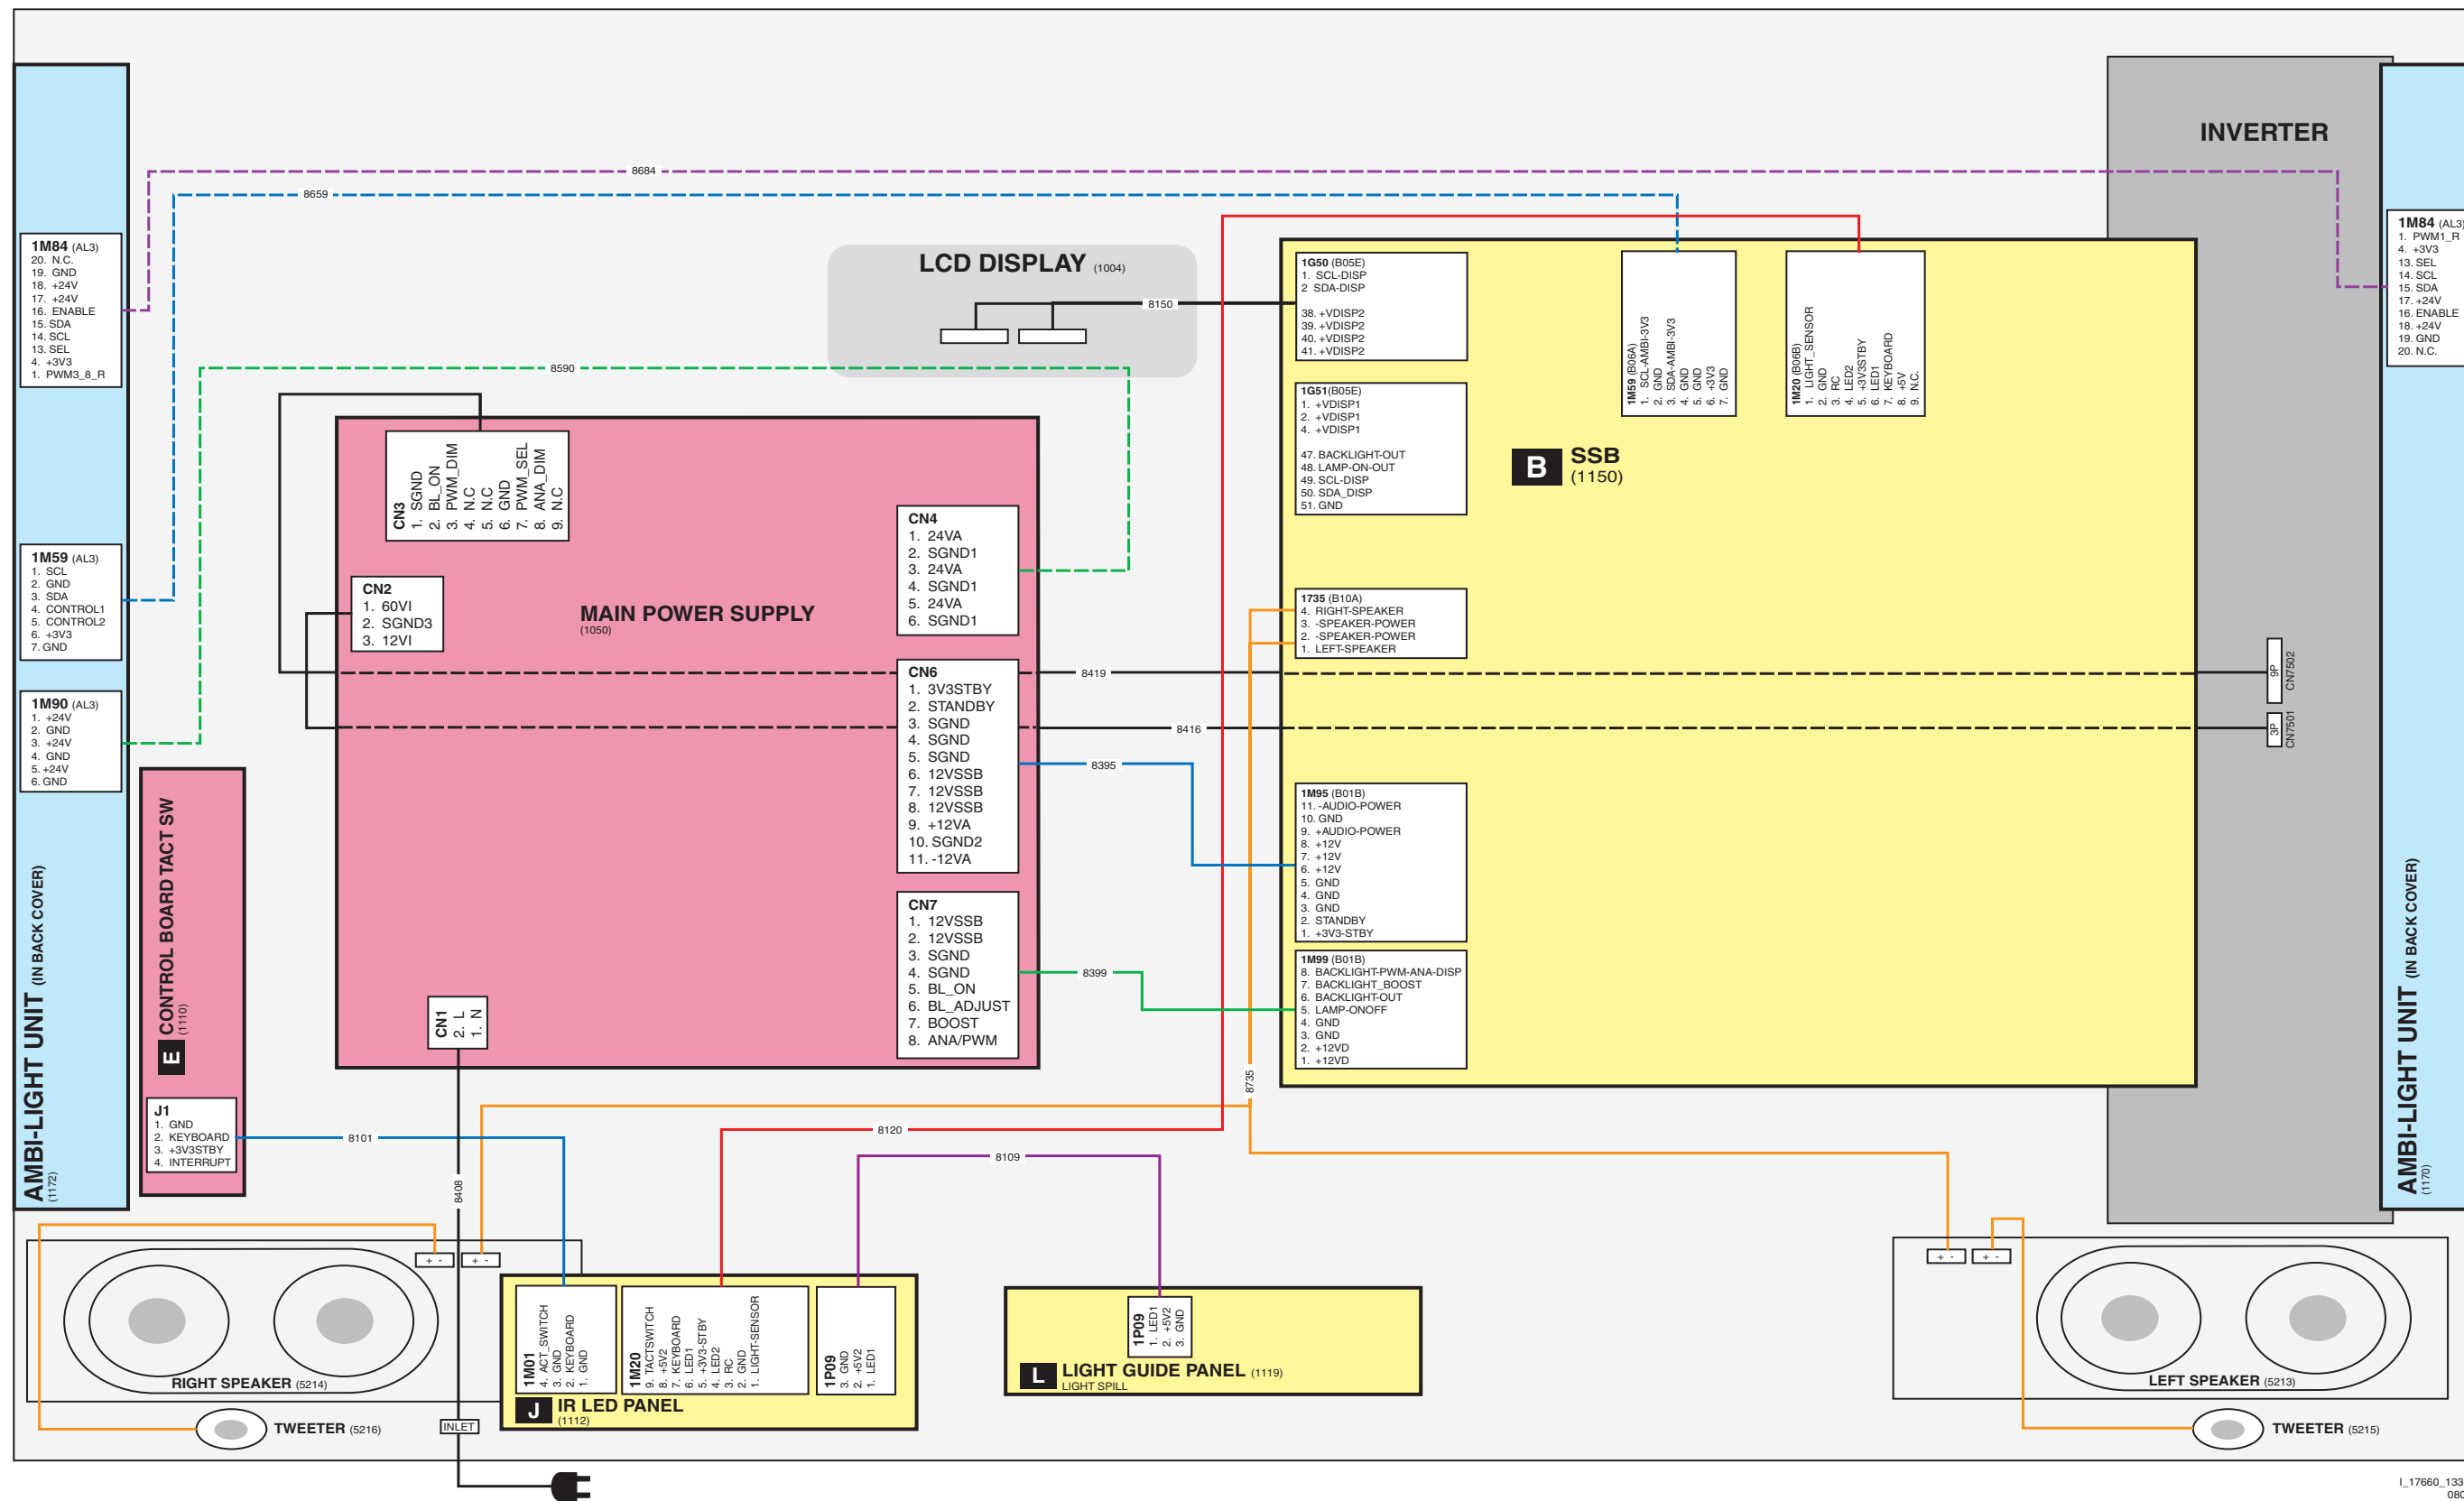 INVERTER
8684
8659
1M84 (AL3)
20. N.C.
19. GND
18. +24V
17. +24V
16. ENABLE
15. SDA
14. SCL
13. SEL
4. +3V3
1. PWM3_8_R
1M59 (AL3)
1. SCL
2. GND
3. SDA
4. CONTROL1
5. CONTROL2
6. +3V3
7. GND
1M90 (AL3)
1. +24V
2. GND
3. +24V
4. GND
5. +24V
6. GND
AMBI-LIGHT UNIT (IN BACK COVER)
(1172)
E CONTROL BOARD TACT SW
(1110)
J1
1. GND
2. KEYBOARD
3. +3V3STBY
4. INTERRUPT
8590
LCD DISPLAY (1004)
8150
CN3
1. SGND
2. BL_ON
3. PWM_DIM
4. N.C
5. N.C
6. GND
7. PWM_SEL
8. ANA_DIM
9. N.C
CN2
1. 60VI
2. SGND3
3. 12VI
MAIN POWER SUPPLY
(1050)
CN4
1. 24VA
2. SGND1
3. 24VA
4. SGND1
5. 24VA
6. SGND1
CN6
1. 3V3STBY
2. STANDBY
3. SGND
4. SGND
5. SGND
6. 12VSSB
7. 12VSSB
8. 12VSSB
9. +12VA
10. SGND2
11. -12VA
CN7
1. 12VSSB
2. 12VSSB
3. SGND
4. SGND
5. BL_ON
6. BL_ADJUST
7. BOOST
8. ANA/PWM
CN1
2. L
1. N
8419
8416
8395
8399
8735
8101
8120
8109
8408
1G50 (B05E)
1. SCL-DISP
2 SDA-DISP
38. +VDISP2
39. +VDISP2
40. +VDISP2
41. +VDISP2
1G51(B05E)
1. +VDISP1
2. +VDISP1
4. +VDISP1
47. BACKLIGHT-OUT
48. LAMP-ON-OUT
49. SCL-DISP
50. SDA_DISP
51. GND
1M59 (B06A)
1. SCL-AMBI-3V3
2. GND
3. SDA-AMBI-3V3
4. GND
5. GND
6. +3V3
7. GND
1M20 (B06B)
1. LIGHT_SENSOR
2. GND
3. RC
4. LED2
5. +3V3STBY
6. LED1
7. KEYBOARD
8. +5V
9. N.C.
B SSB
(1150)
1735 (B10A)
4. RIGHT-SPEAKER
3. -SPEAKER-POWER
2. -SPEAKER-POWER
1. LEFT-SPEAKER
1M95 (B01B)
11. -AUDIO-POWER
10. GND
9. +AUDIO-POWER
8. +12V
7. +12V
6. +12V
5. GND
4. GND
3. GND
2. STANDBY
1. +3V3-STBY
1M99 (B01B)
8. BACKLIGHT-PWM-ANA-DISP
7. BACKLIGHT_BOOST
6. BACKLIGHT-OUT
5. LAMP-ONOFF
4. GND
3. GND
2. +12VD
1. +12VD
9P
CN7502
3P
CN7501
1M84 (AL3)
1. PWM1_R
4. +3V3
13. SEL
14. SCL
15. SDA
17. +24V
16. ENABLE
18. +24V
19. GND
20. N.C.
AMBI-LIGHT UNIT (IN BACK COVER)
(1170)
+ -
+ -
RIGHT SPEAKER (5214)
TWEETER (5216)
INLET
1M01
4. ACT_SWITCH
3. GND
2. KEYBOARD
1. GND
1M20
9. TACTSWITCH
8. +5V2
7. KEYBOARD
6. LED1
5. +3V3-STBY
4. LED2
3. RC
2. GND
1. LIGHT-SENSOR
1P09
3. GND
2. +5V2
1. LED1
J IR LED PANEL
(1112)
1P09
1. LED1
2. +5V2
3. GND
L LIGHT GUIDE PANEL (1119)
LIGHT SPILL
+ -
+ -
LEFT SPEAKER (5213)
TWEETER (5215)
I_17660_133
080